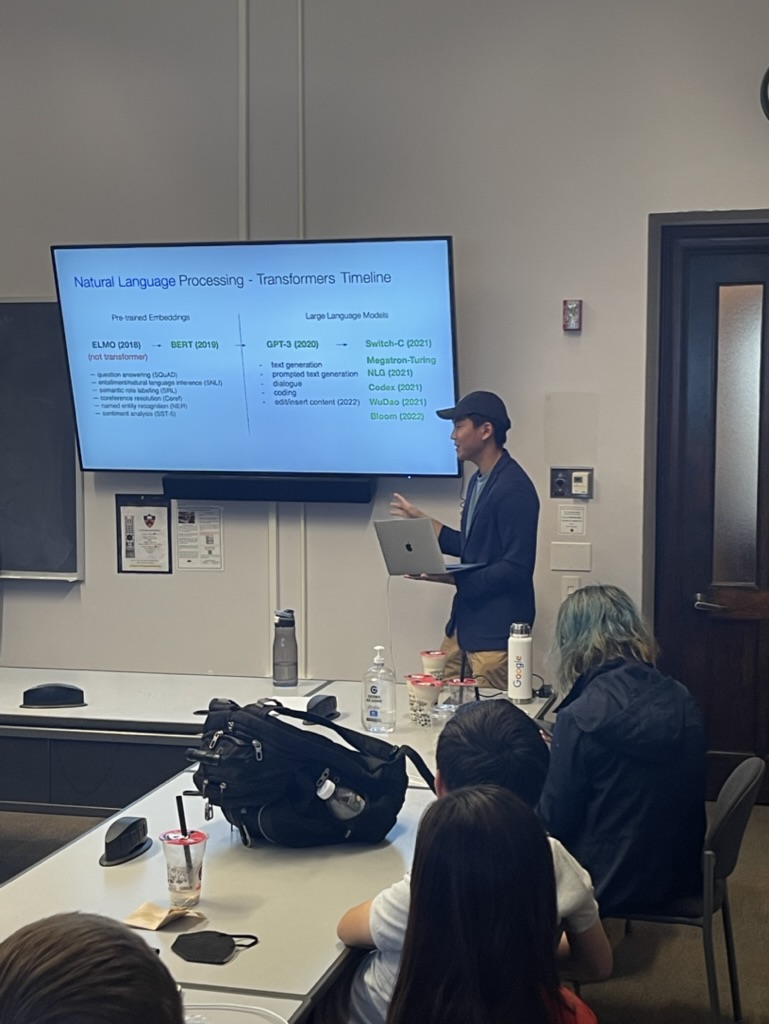 Natural Language Processing - Transformers Timeline
Pre-trained Embeddings
Large Language Models
ELMO (2018)
BERT (2019)
GPT-3 (2020)
Switch-C (2021)
(not transformer)
Megatron-Turing
NLG (2021)
Codex (2021)
WuDao (2021)
Bloom (2022)
— question answering (SQuAD)
— entailment/natural language inference (SNLI)
— semantic role labeling (SRL)
— coreference resolution (Coref)
— named entity recognition (NER)
— sentiment analysis (SST-5)
- text generation
- prompted text generation
- dialogue
- coding
- edit/insert content (2022)
Google